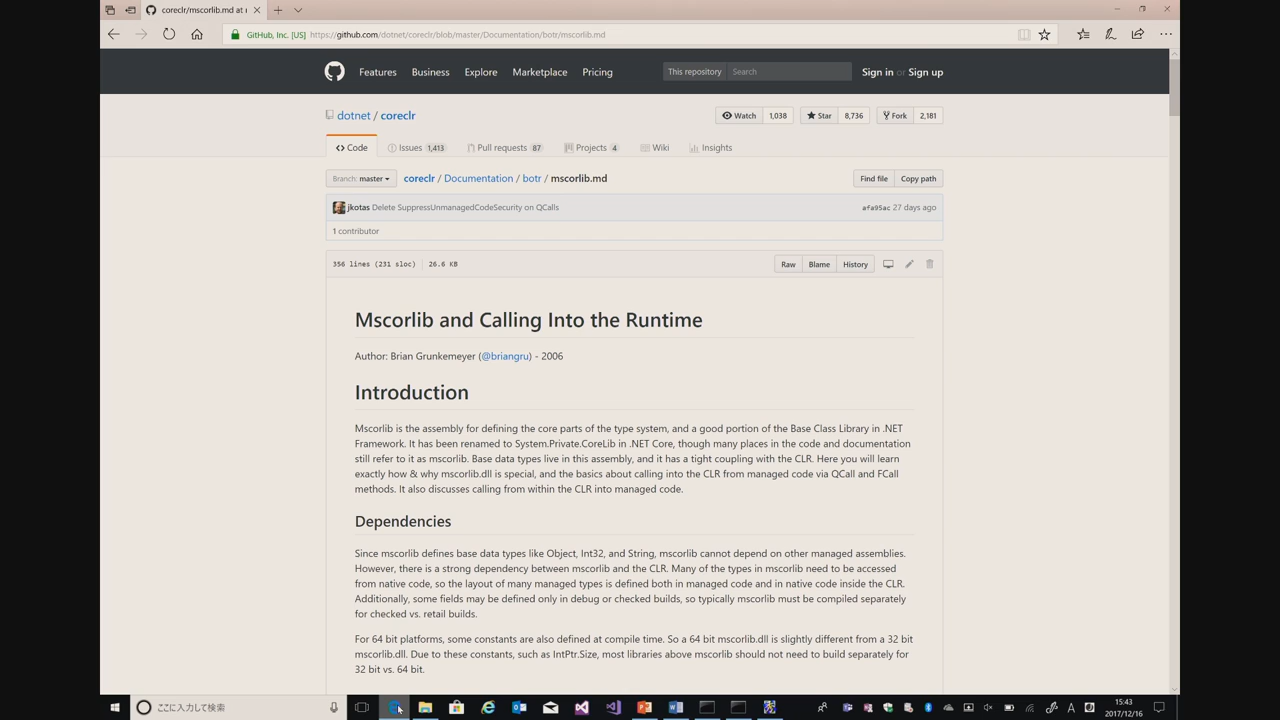 coreclr/mscorlib.md at
GitHub, Inc. [US] https://github.com/dotnet/coreclr/blob/master/Documentation/botr/mscorlib.md
Features Business Explore Marketplace Pricing This repository Search Sign in or Sign up
dotnet / coreclr Watch 1,038 Star 8,736 Fork 2,181
Code Issues 1,413 Pull requests 87 Projects 4 Wiki Insights
Branch: master coreclr / Documentation / botr / mscorlib.md Find file Copy path
jkotas Delete SuppressUnmanagedCodeSecurity on QCalls afa95ac 27 days ago
1 contributor
356 lines (231 sloc) 26.6 KB Raw Blame History
Mscorlib and Calling Into the Runtime
Author: Brian Grunkemeyer (@briangru) - 2006
Introduction
Mscorlib is the assembly for defining the core parts of the type system, and a good portion of the Base Class Library in .NET
Framework. It has been renamed to System.Private.CoreLib in .NET Core, though many places in the code and documentation
still refer to it as mscorlib. Base data types live in this assembly, and it has a tight coupling with the CLR. Here you will learn
exactly how & why mscorlib.dll is special, and the basics about calling into the CLR from managed code via QCall and FCall
methods. It also discusses calling from within the CLR into managed code.
Dependencies
Since mscorlib defines base data types like Object, Int32, and String, mscorlib cannot depend on other managed assemblies.
However, there is a strong dependency between mscorlib and the CLR. Many of the types in mscorlib need to be accessed
from native code, so the layout of many managed types is defined both in managed code and in native code inside the CLR.
Additionally, some fields may be defined only in debug or checked builds, so typically mscorlib must be compiled separately
for checked vs. retail builds.
For 64 bit platforms, some constants are also defined at compile time. So a 64 bit mscorlib.dll is slightly different from a 32 bit
mscorlib.dll. Due to these constants, such as IntPtr.Size, most libraries above mscorlib should not need to build separately for
32 bit vs. 64 bit.
ここに入力して検索
A
15:43
2017/12/16